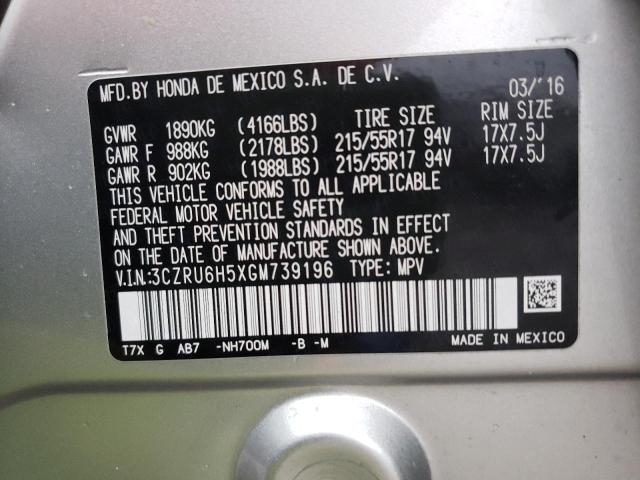 MFD.BY HONDA DE MEXICO S.A. DE C.V. 03/'16
GVWR 1890KG (4166LBS) TIRE SIZE RIM SIZE
GAWR F 988KG (2178LBS) 215/55R17 94V 17X7.5J
GAWR R 902KG (1988LBS) 215/55R17 94V 17X7.5J
THIS VEHICLE CONFORMS TO ALL APPLICABLE
FEDERAL MOTOR VEHICLE SAFETY
AND THEFT PREVENTION STANDARDS IN EFFECT
ON THE DATE OF MANUFACTURE SHOWN ABOVE.
V.I.N.:3CZRU6H5XGM739196 TYPE: MPV
T7X G AB7 -NH700M -B -M MADE IN MEXICO